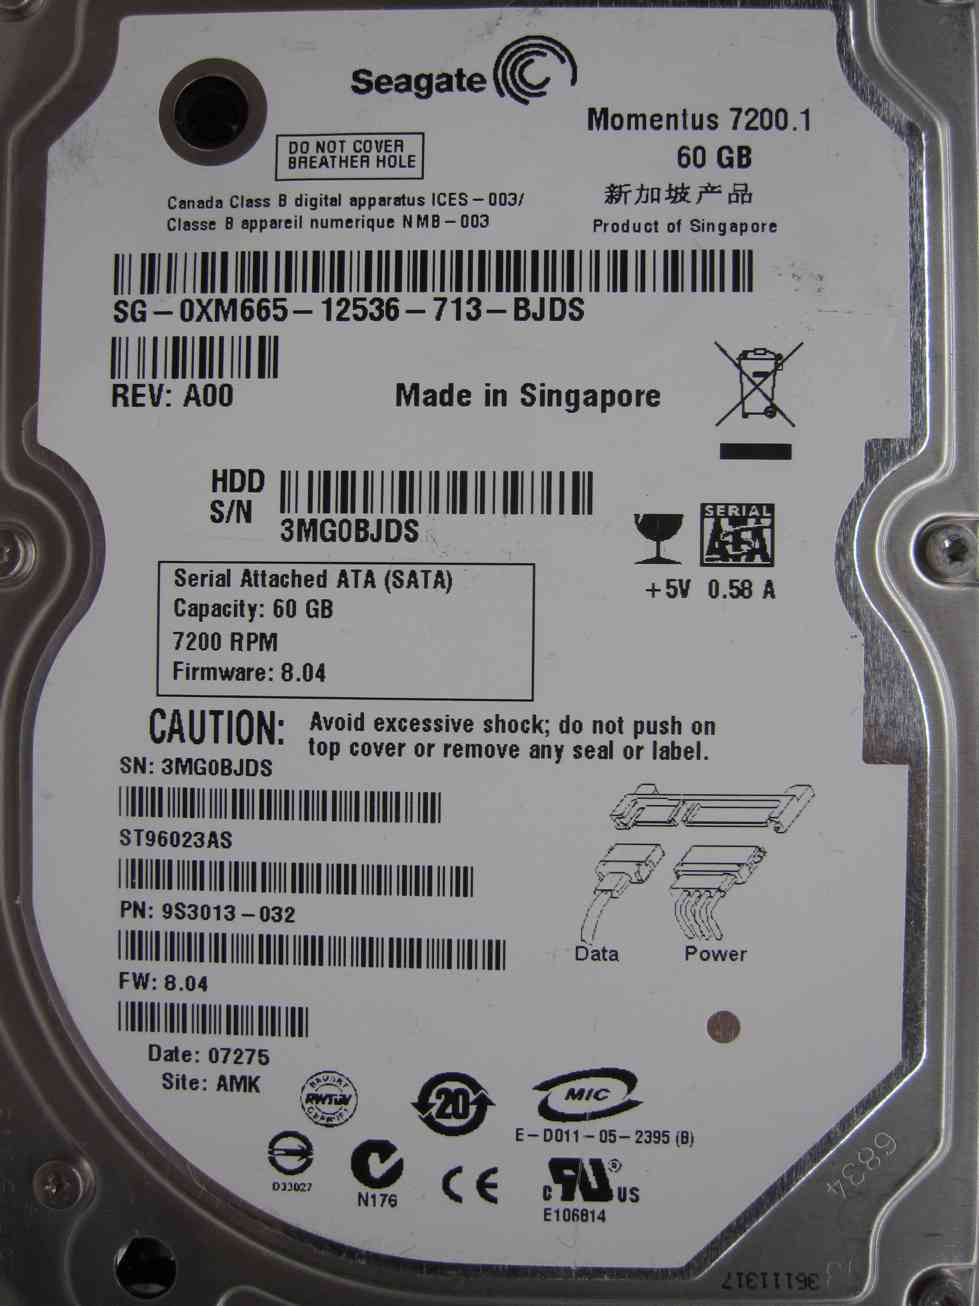 Seagate
Momentus 7200.1
60 GB
新加坡产品
Product of Singapore
DO NOT COVER
BREATHER HOLE
Canada Class B digital apparatus ICES-003/
Classe B appareil numerique NMB-003
SG-0XM665-12536-713-BJDS
REV: A00
Made in Singapore
HDD
S/N
3MG0BJDS
SERIAL
ATA
+5V 0.58 A
Serial Attached ATA (SATA)
Capacity: 60 GB
7200 RPM
Firmware: 8.04
CAUTION:
Avoid excessive shock; do not push on
top cover or remove any seal or label.
SN: 3MG0BJDS
ST96023AS
PN: 9S3013-032
FW: 8.04
Data
Power
Date: 07275
Site: AMK
RWTÜV
20
MIC
E-D011-05-2395 (B)
D33027
N176
CE
C
US
®
E106814
6834
36111317